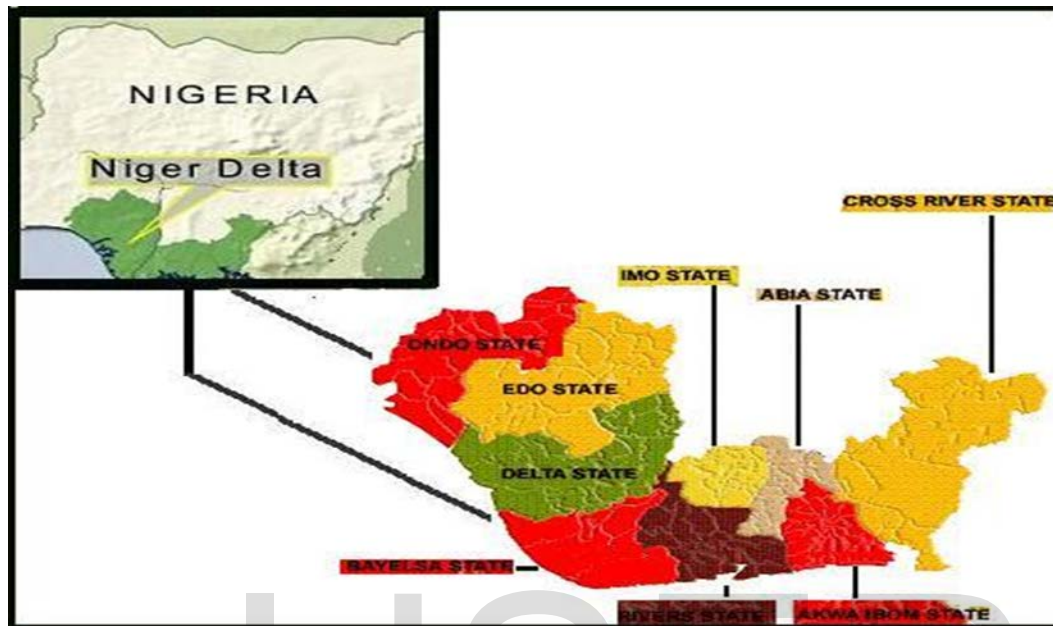 NIGERIA
Niger Delta
CROSS RIVER STATE
IMO STATE
ABIA STATE
ONDO STATE
EDO STATE
DELTA STATE
BAYELSA STATE
RIVERS STATE
AKWA IBOM STATE